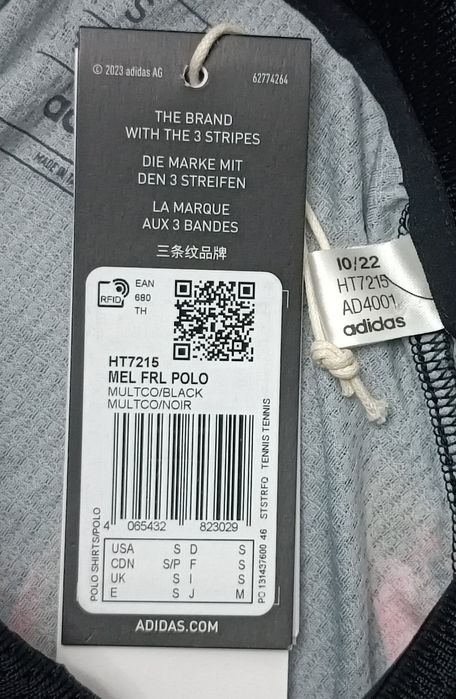 S
MADE IN
© 2023 adidas AG
62774264
THE BRAND
WITH THE 3 STRIPES
DIE MARKE MIT
DEN 3 STREIFEN
LA MARQUE
AUX 3 BANDES
三条纹品牌
RFID
EAN
680
TH
HT7215
MEL FRL POLO
MULTCO/BLACK
MULTCO/NOIR
4 065432 823029
POLO SHIRTS/POLO
PO 131437600 46 STSTRFQ TENNIS TENNIS
USA S D S
CDN S/P F S
UK S I S
E S J M
ADIDAS.COM
10/22
HT7215
AD4001
adidas